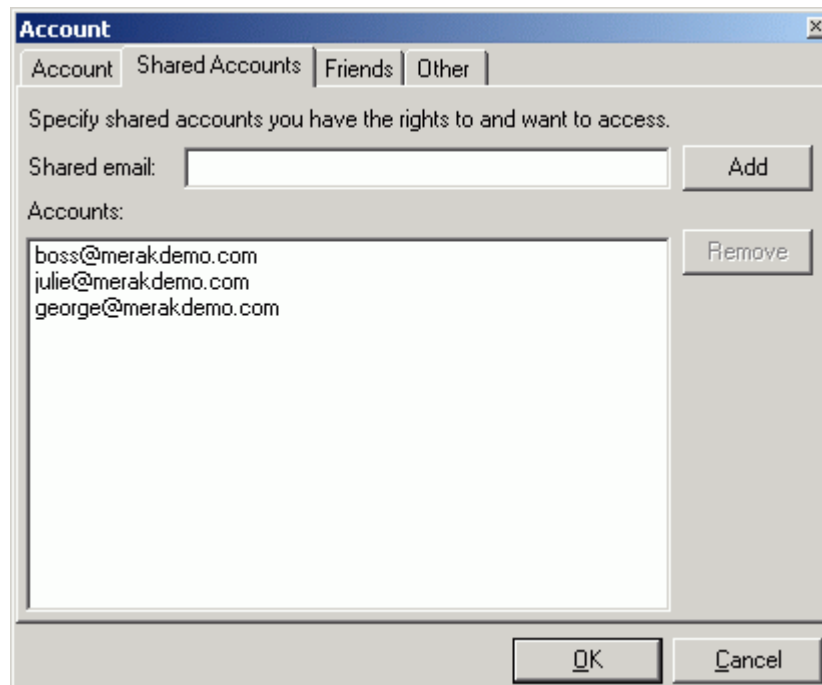 Account
Account Shared Accounts Friends Other
Specify shared accounts you have the rights to and want to access.
Shared email: Add
Accounts:
Remove
boss@merakdemo.com
julie@merakdemo.com
george@merakdemo.com
OK Cancel